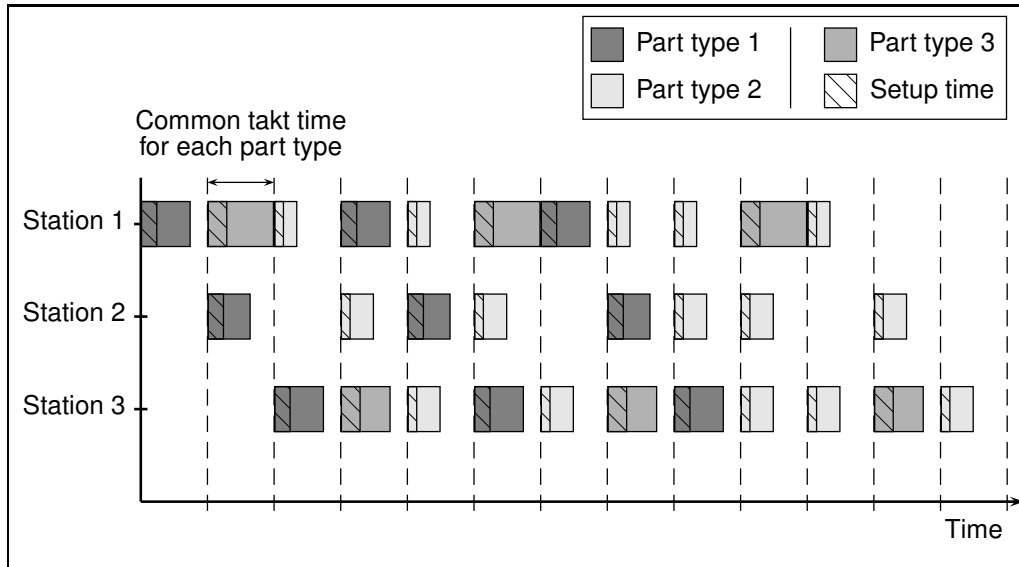 Part type 1
Part type 3
Part type 2
Setup time
Common takt time
for each part type
Station 1
Station 2
Station 3
Time